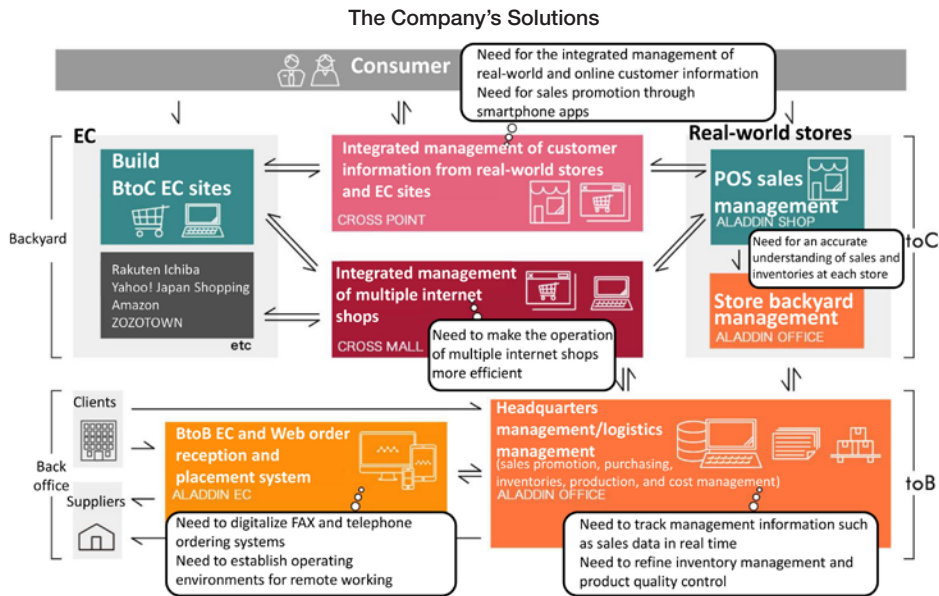 The Company's Solutions
Consumer
Need for the integrated management of
real-world and online customer information
Need for sales promotion through
smartphone apps
EC
Build
BtoC EC sites
Rakuten Ichiba
Yahoo! Japan Shopping
Amazon
ZOZOTOWN
etc
Backyard
Integrated management of customer
information from real-world stores
and EC sites
CROSS POINT
Integrated management
of multiple internet
shops
CROSS MALL
Need to make the operation
of multiple internet shops
more efficient
Real-world stores
POS sales
management
ALADDIN SHOP
Need for an accurate
understanding of sales and
inventories at each store
Store backyard
management
ALADDIN OFFICE
toC
Back
office
Clients
Suppliers
BtoB EC and Web order
reception and
placement system
ALADDIN EC
Need to digitalize FAX and telephone
ordering systems
Need to establish operating
environments for remote working
Headquarters
management/logistics
management
(sales promotion, purchasing,
inventories, production, and cost management)
ALADDIN OFFICE
Need to track management information such
as sales data in real time
Need to refine inventory management and
product quality control
toB